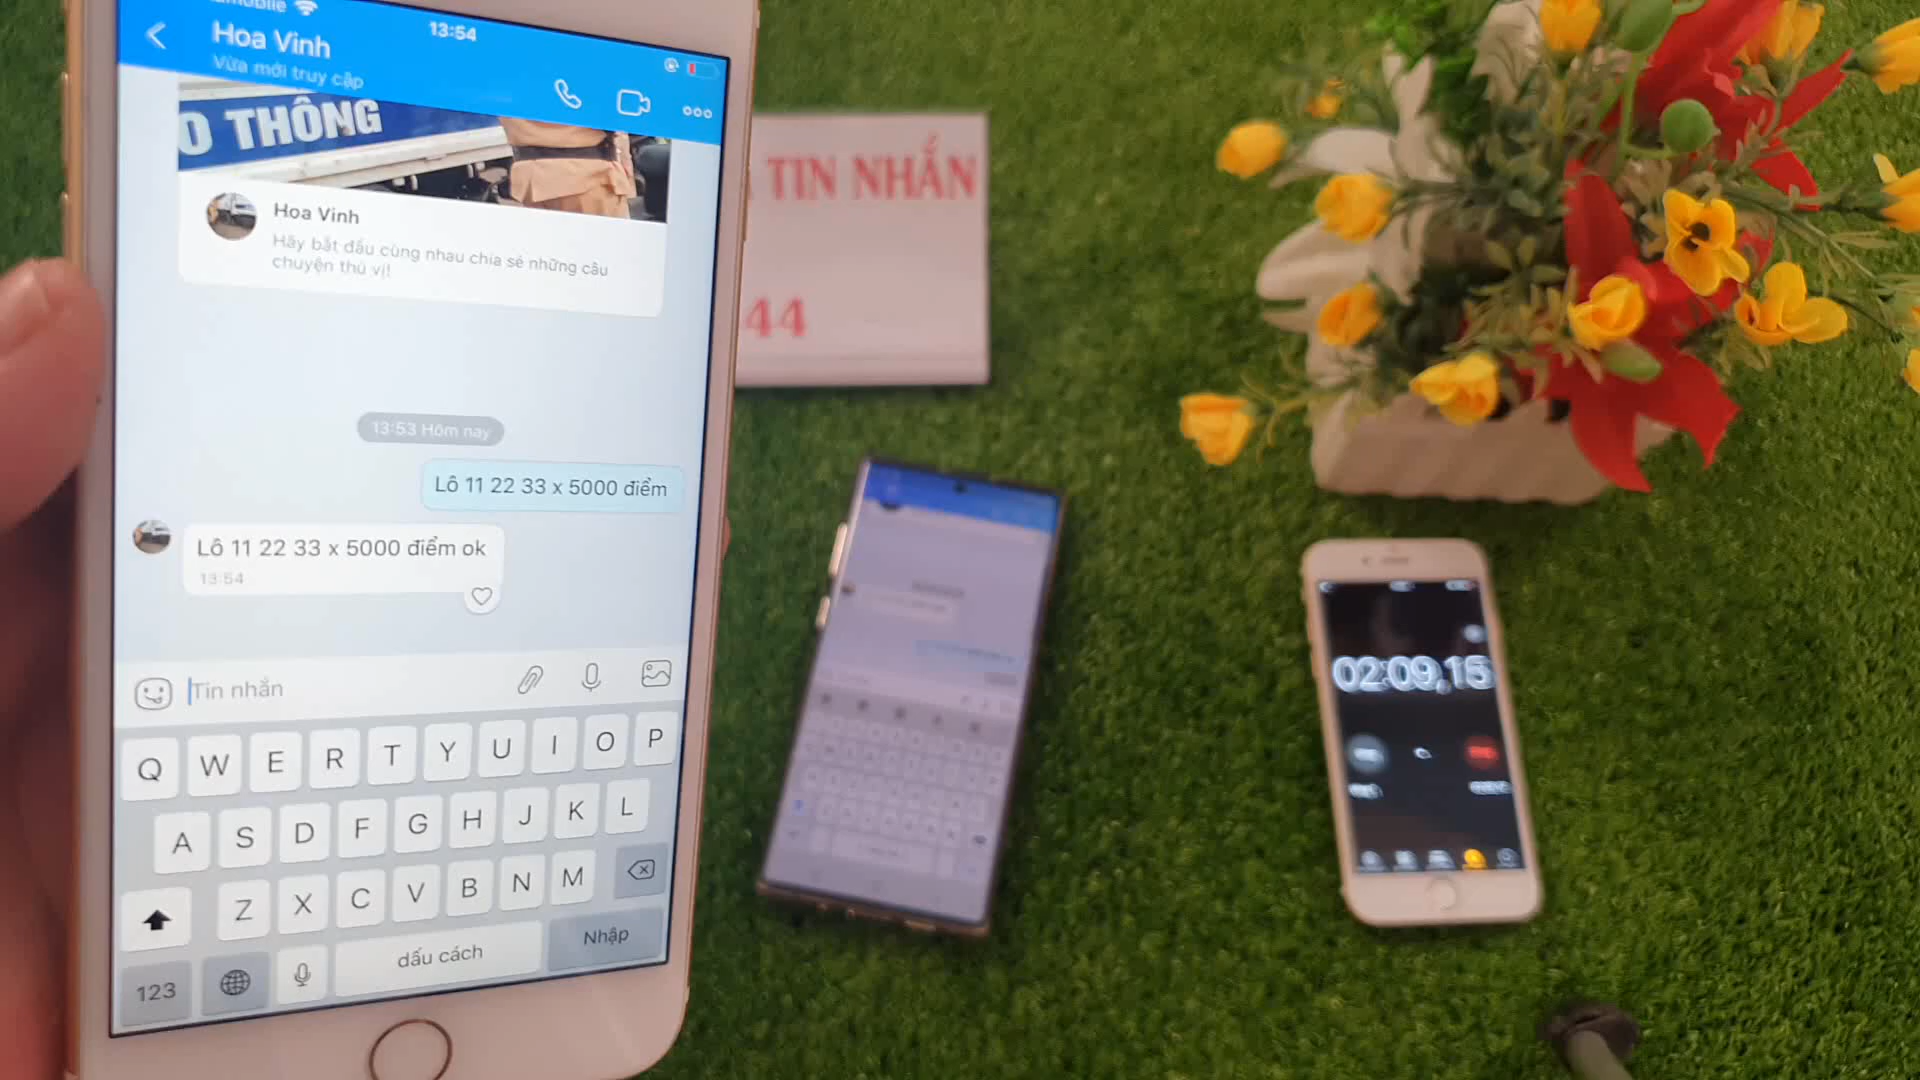 13:54
Hoa Vinh
Vừa mới truy cập
O THÔNG
Hoa Vinh
Hãy bắt đầu cùng nhau chia sẻ những câu
chuyện thú vị!
13:53 Hôm nay
Lô 11 22 33 x 5000 điểm
Lô 11 22 33 x 5000 điểm ok
13:54
Tin nhắn
Q W E R T Y U I O P
A S D F G H J K L
Z X C V B N M
123 dấu cách Nhập
TIN NHẮN
44
02:09,15